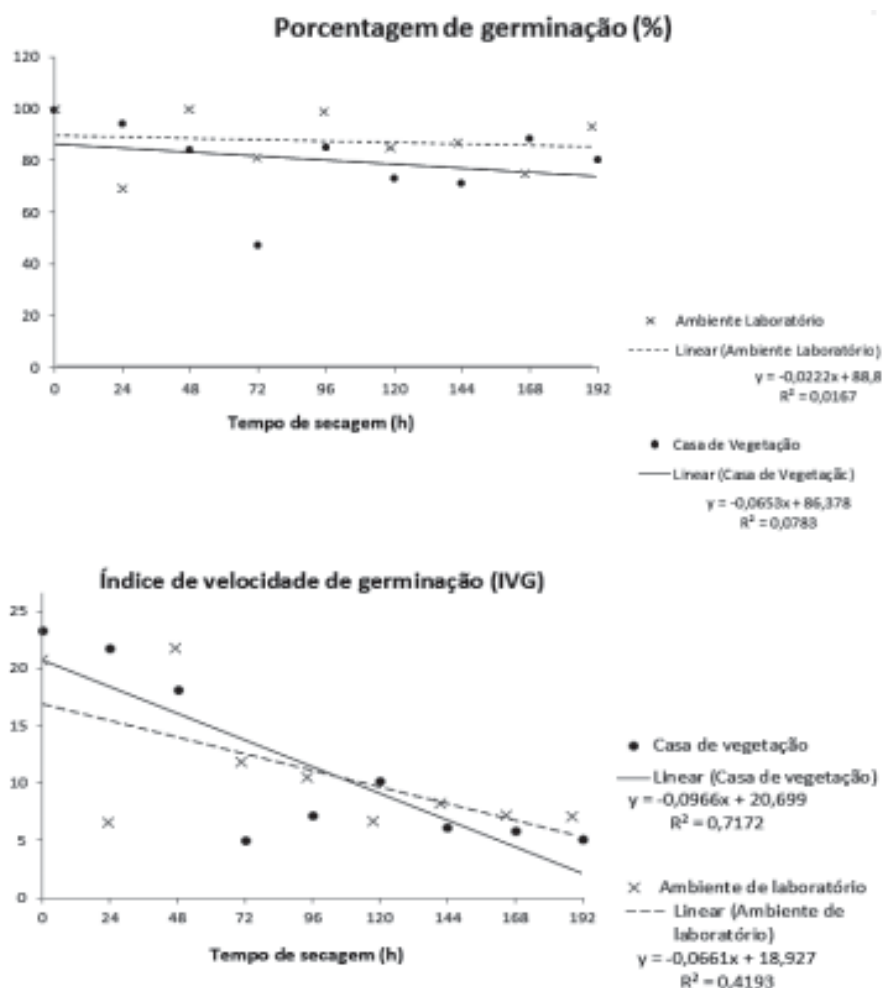 Porcentagem de germinação (%)
120
100
80
60
40
20
0
0 24 48 72 96 120 144 168 192
Tempo de secagem (h)
Ambiente Laboratório
Linear (Ambiente Laboratório)
y = -0,0222x + 88,8
R² = 0,0167
Casa de Vegetação
Linear (Casa de Vegetaçãc)
y = -0,0653x + 86,378
R² = 0,0783
Índice de velocidade de germinação (IVG)
25
20
15
10
5
0
0 24 48 72 96 120 144 168 192
Tempo de secagem (h)
Casa de vegetação
Linear (Casa de vegetação)
y = -0,0966x + 20,699
R² = 0,7172
Ambiente de laboratório
Linear (Ambiente de
laboratório)
y = -0,0661x + 18,927
R² = 0,4193